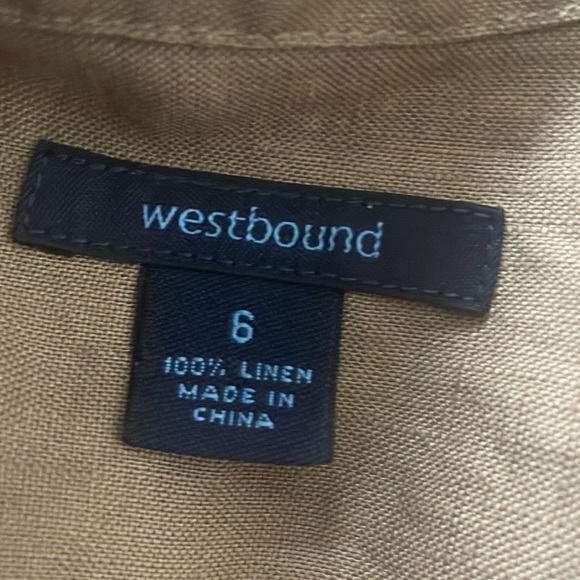 westbound
6
100% LINEN
MADE IN
CHINA